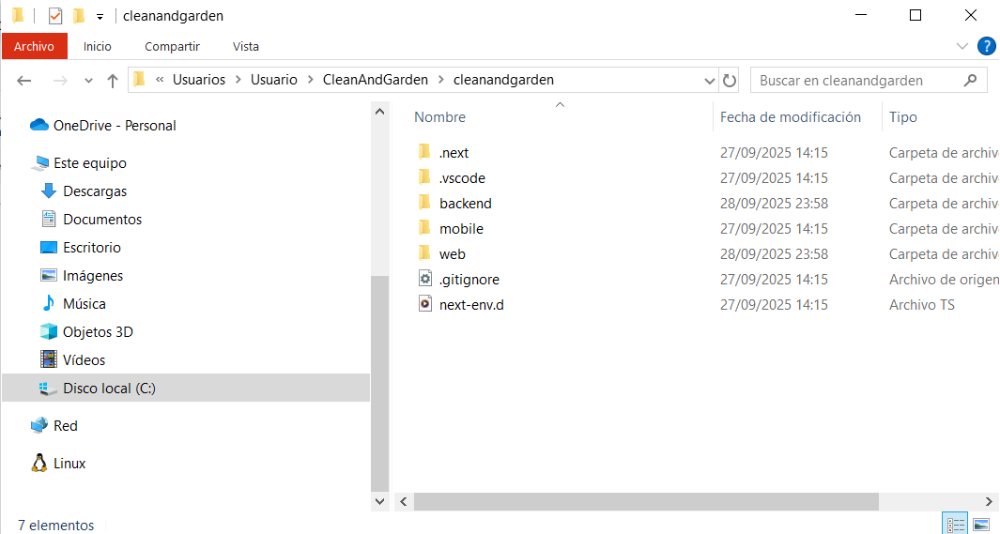 cleanandgarden
Archivo Inicio Compartir Vista ?
« Usuarios > Usuario > CleanAndGarden > cleanandgarden Buscar en cleanandgarden
OneDrive - Personal
Este equipo
Descargas
Documentos
Escritorio
Imágenes
Música
Objetos 3D
Vídeos
Disco local (C:)
Red
Linux
Nombre Fecha de modificación Tipo
.next 27/09/2025 14:15 Carpeta de archiv
.vscode 27/09/2025 14:15 Carpeta de archiv
backend 28/09/2025 23:58 Carpeta de archiv
mobile 27/09/2025 14:15 Carpeta de archiv
web 28/09/2025 23:58 Carpeta de archiv
.gitignore 27/09/2025 14:15 Archivo de origen
next-env.d 27/09/2025 14:15 Archivo TS
7 elementos